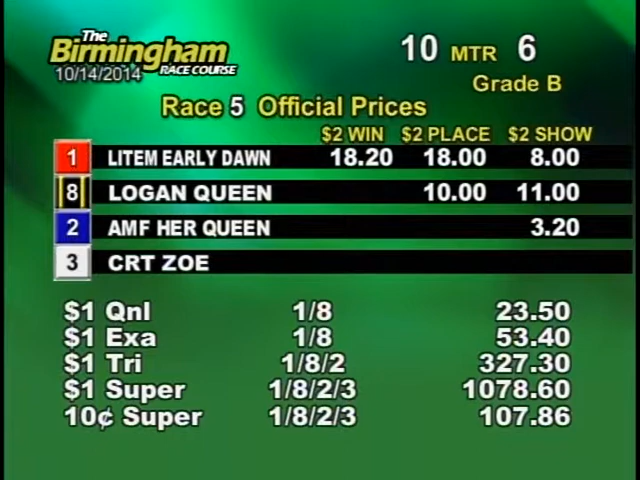 The
Birmingham
RACE COURSE
10/14/2014
10 MTR 6
Grade B
Race 5 Official Prices
$2 WIN $2 PLACE $2 SHOW
1 LITEM EARLY DAWN 18.20 18.00 8.00
8 LOGAN QUEEN 10.00 11.00
2 AMF HER QUEEN 3.20
3 CRT ZOE
$1 Qnl 1/8 23.50
$1 Exa 1/8 53.40
$1 Tri 1/8/2 327.30
$1 Super 1/8/2/3 1078.60
10¢ Super 1/8/2/3 107.86